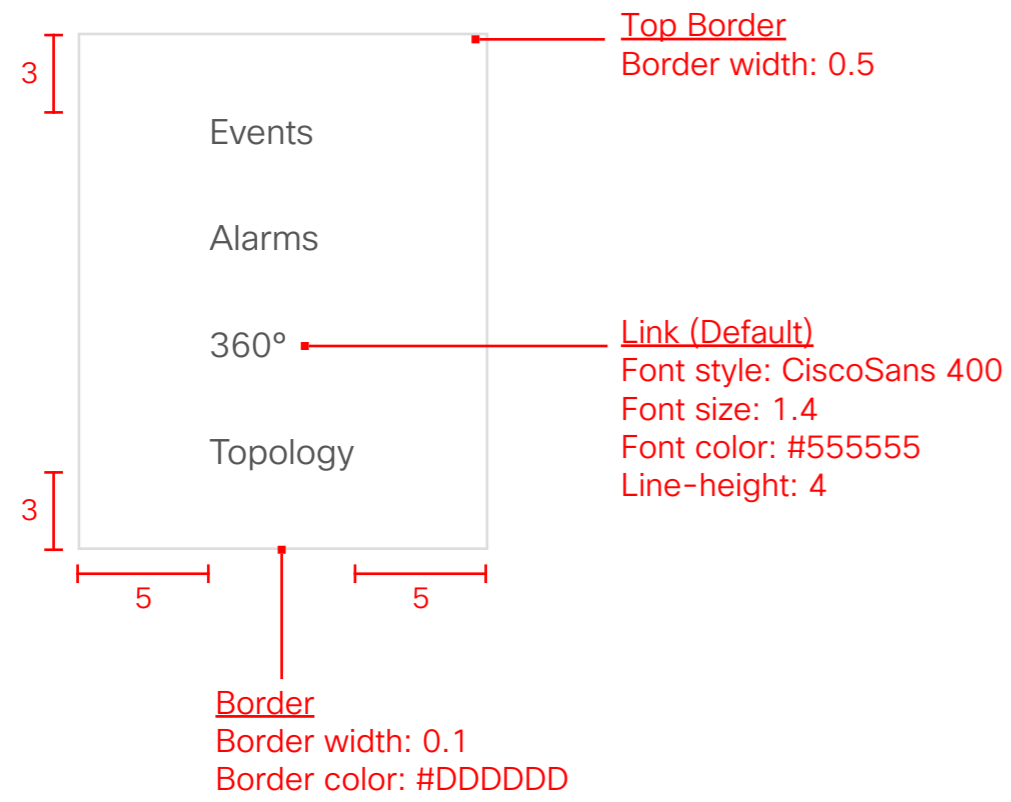 Top Border
Border width: 0.5
3
Events
Alarms
360°
Link (Default)
Font style: CiscoSans 400
Font size: 1.4
Font color: #555555
Line-height: 4
Topology
3
5
5
Border
Border width: 0.1
Border color: #DDDDDD